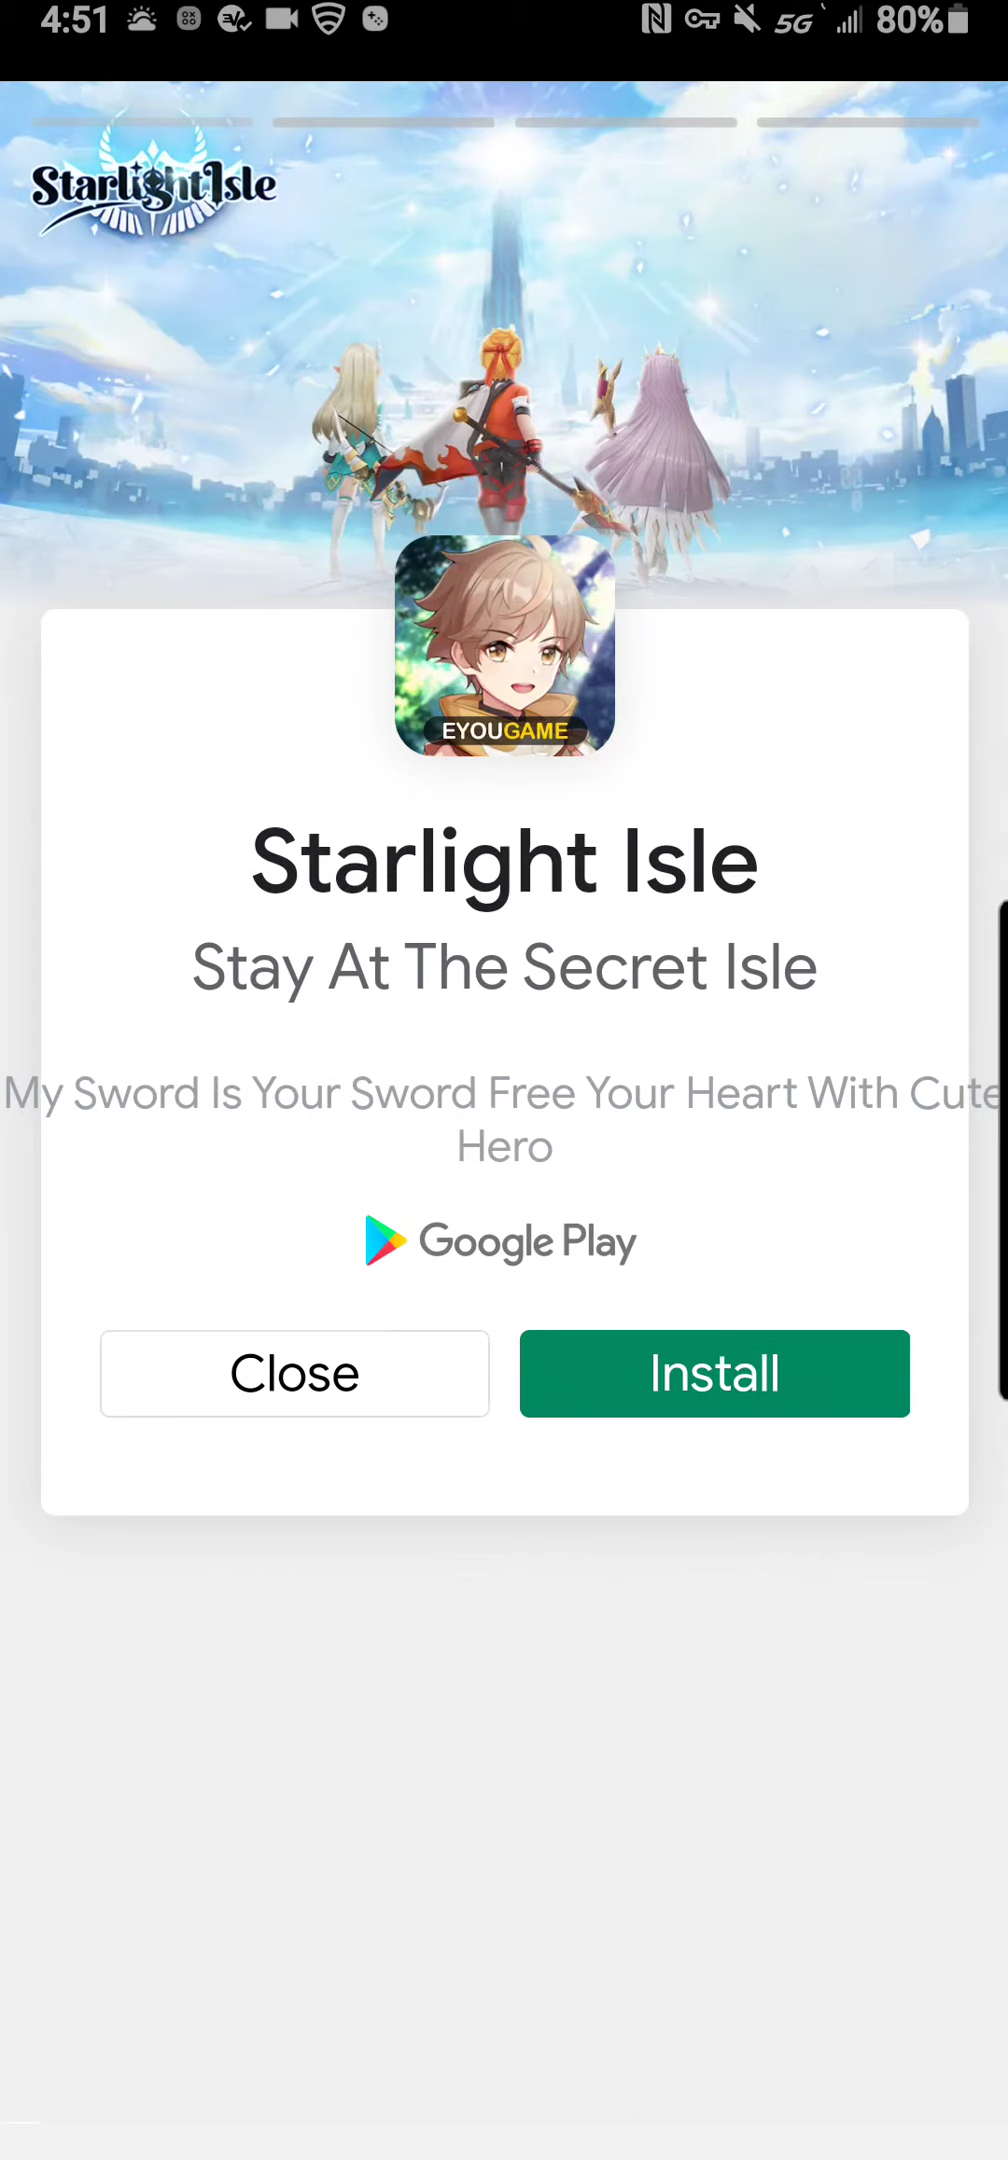 4:51
5G
80%
Starlight Isle
EYOUGAME
Starlight Isle
Stay At The Secret Isle
My Sword Is Your Sword Free Your Heart With Cute
Hero
Google Play
Close
Install